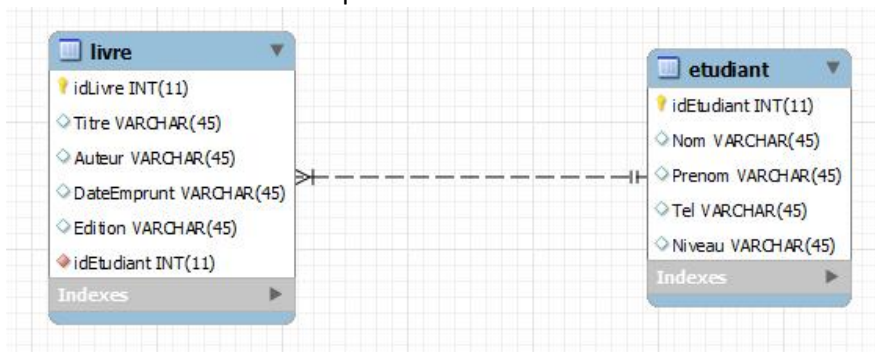 livre
idLivre INT(11)
Titre VARCHAR(45)
Auteur VARCHAR(45)
DateEmprunt VARCHAR(45)
Edition VARCHAR(45)
idEtudiant INT(11)
Indexes
etudiant
idEtudiant INT(11)
Nom VARCHAR(45)
Prenom VARCHAR(45)
Tel VARCHAR(45)
Niveau VARCHAR(45)
Indexes